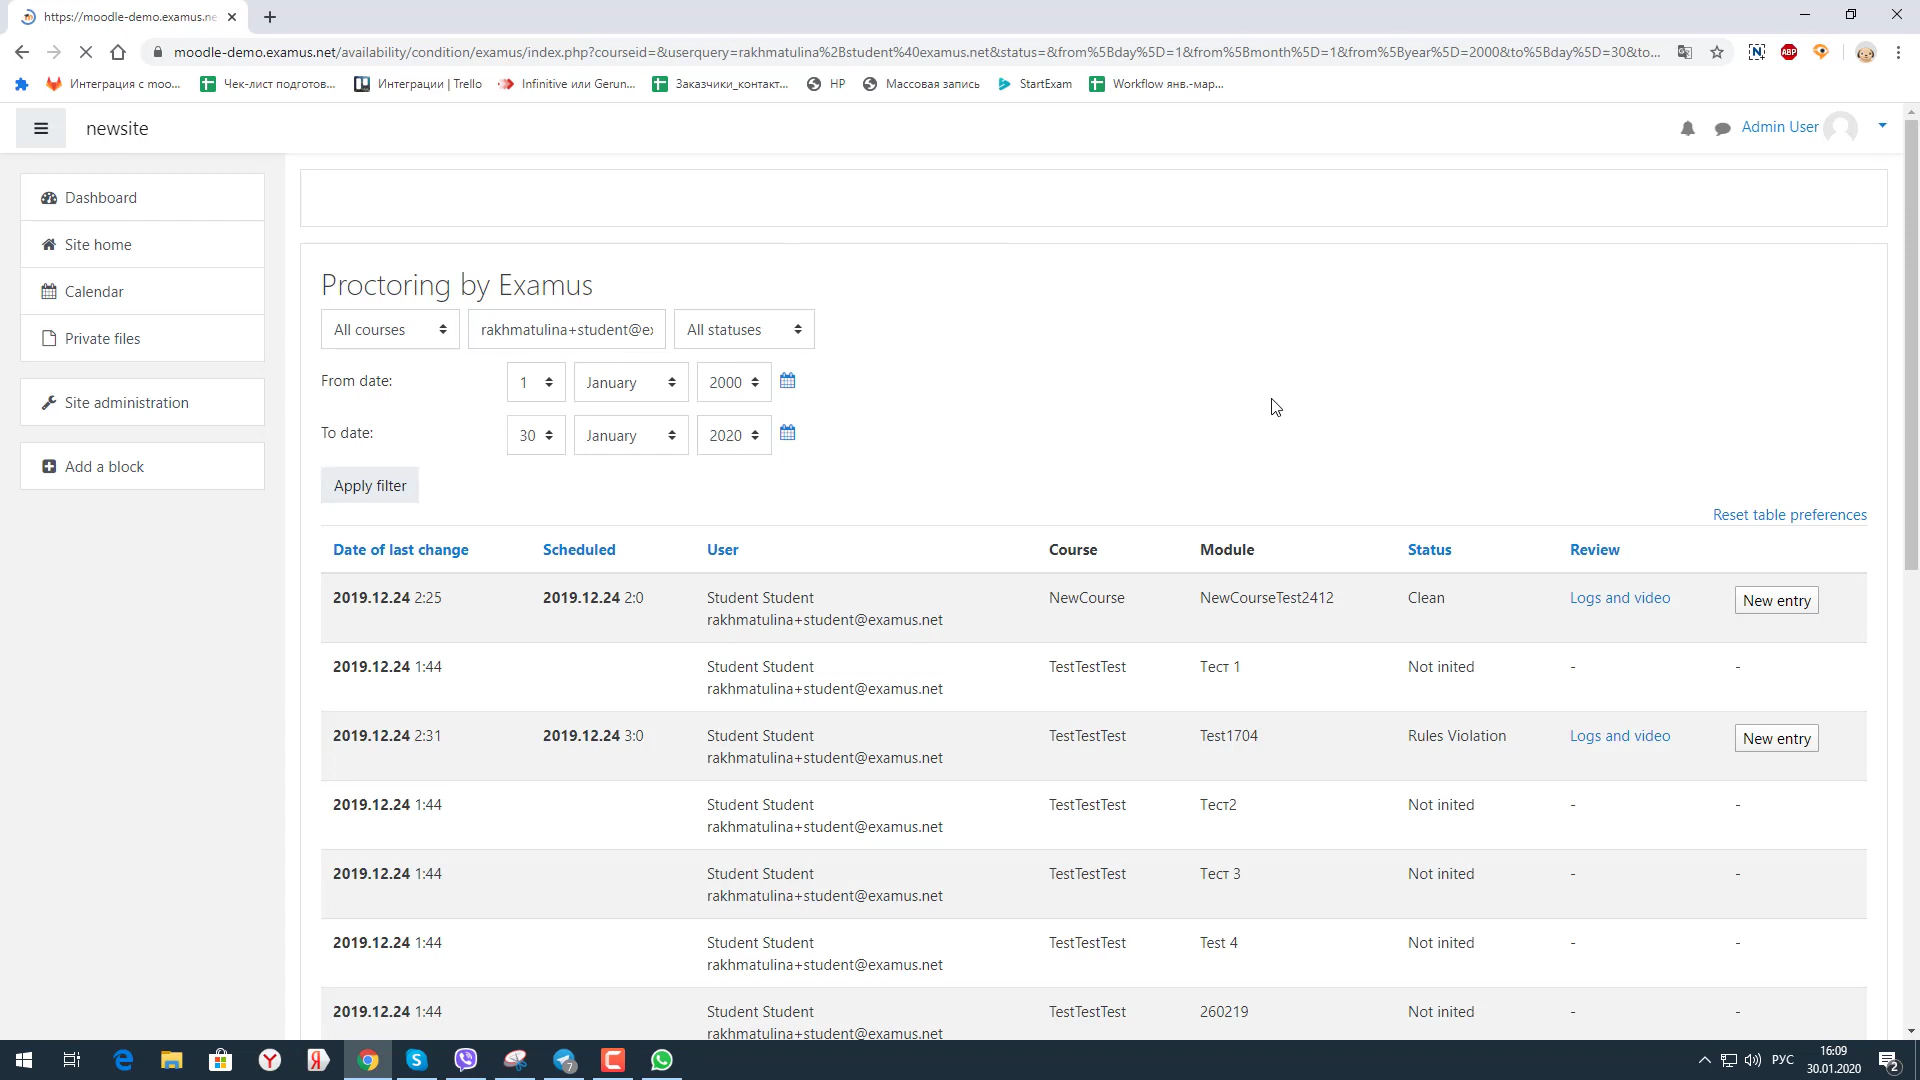 https://moodle-demo.examus.ne
moodle-demo.examus.net/availability/condition/examus/index.php?courseid=&userquery=rakhmatulina%2Bstudent%40examus.net&status=&from%5Bday%5D=1&from%5Bmonth%5D=1&from%5Byear%5D=2000&to%5Bday%5D=30&to...
ABP
Интеграция с moo...
Чек-лист подготов...
Интеграции | Trello
Infinitive или Gerun...
Заказчики_контакт...
HP
Массовая запись
StartExam
Workflow янв.-мар...
newsite
Admin User
Dashboard
Site home
Calendar
Private files
Site administration
Add a block
Proctoring by Examus
All courses
rakhmatulina+student@e
All statuses
From date:
1
January
2000
To date:
30
January
2020
Apply filter
Reset table preferences
Date of last change Scheduled User Course Module Status Review
2019.12.24 2:25 2019.12.24 2:0 Student Student NewCourse NewCourseTest2412 Clean Logs and video New entry
rakhmatulina+student@examus.net
2019.12.24 1:44 Student Student TestTestTest Тест 1 Not inited - -
rakhmatulina+student@examus.net
2019.12.24 2:31 2019.12.24 3:0 Student Student TestTestTest Test1704 Rules Violation Logs and video New entry
rakhmatulina+student@examus.net
2019.12.24 1:44 Student Student TestTestTest Тест2 Not inited - -
rakhmatulina+student@examus.net
2019.12.24 1:44 Student Student TestTestTest Тест 3 Not inited - -
rakhmatulina+student@examus.net
2019.12.24 1:44 Student Student TestTestTest Test 4 Not inited - -
rakhmatulina+student@examus.net
2019.12.24 1:44 Student Student TestTestTest 260219 Not inited - -
rakhmatulina+student@examus.net
7
РУС
16:09
30.01.2020
2